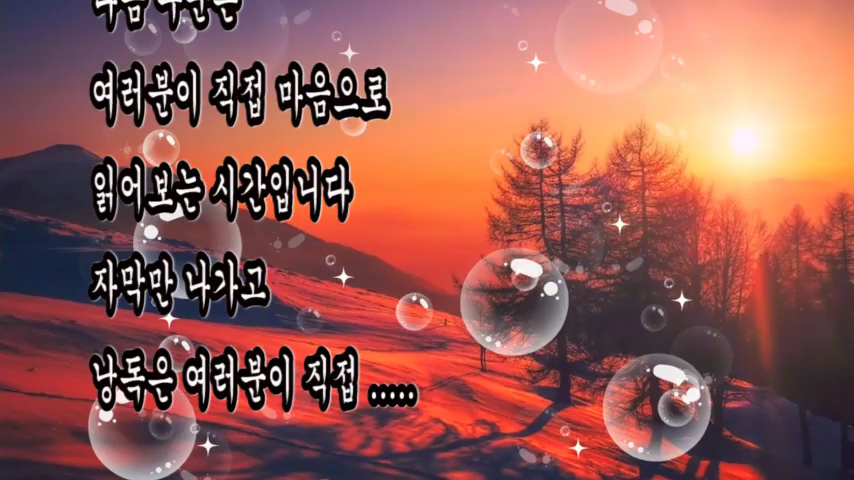 여러분이 직접 마음으로
읽어보는 시간입니다
자막만 나가고
낭독은 여러분이 직접 .....